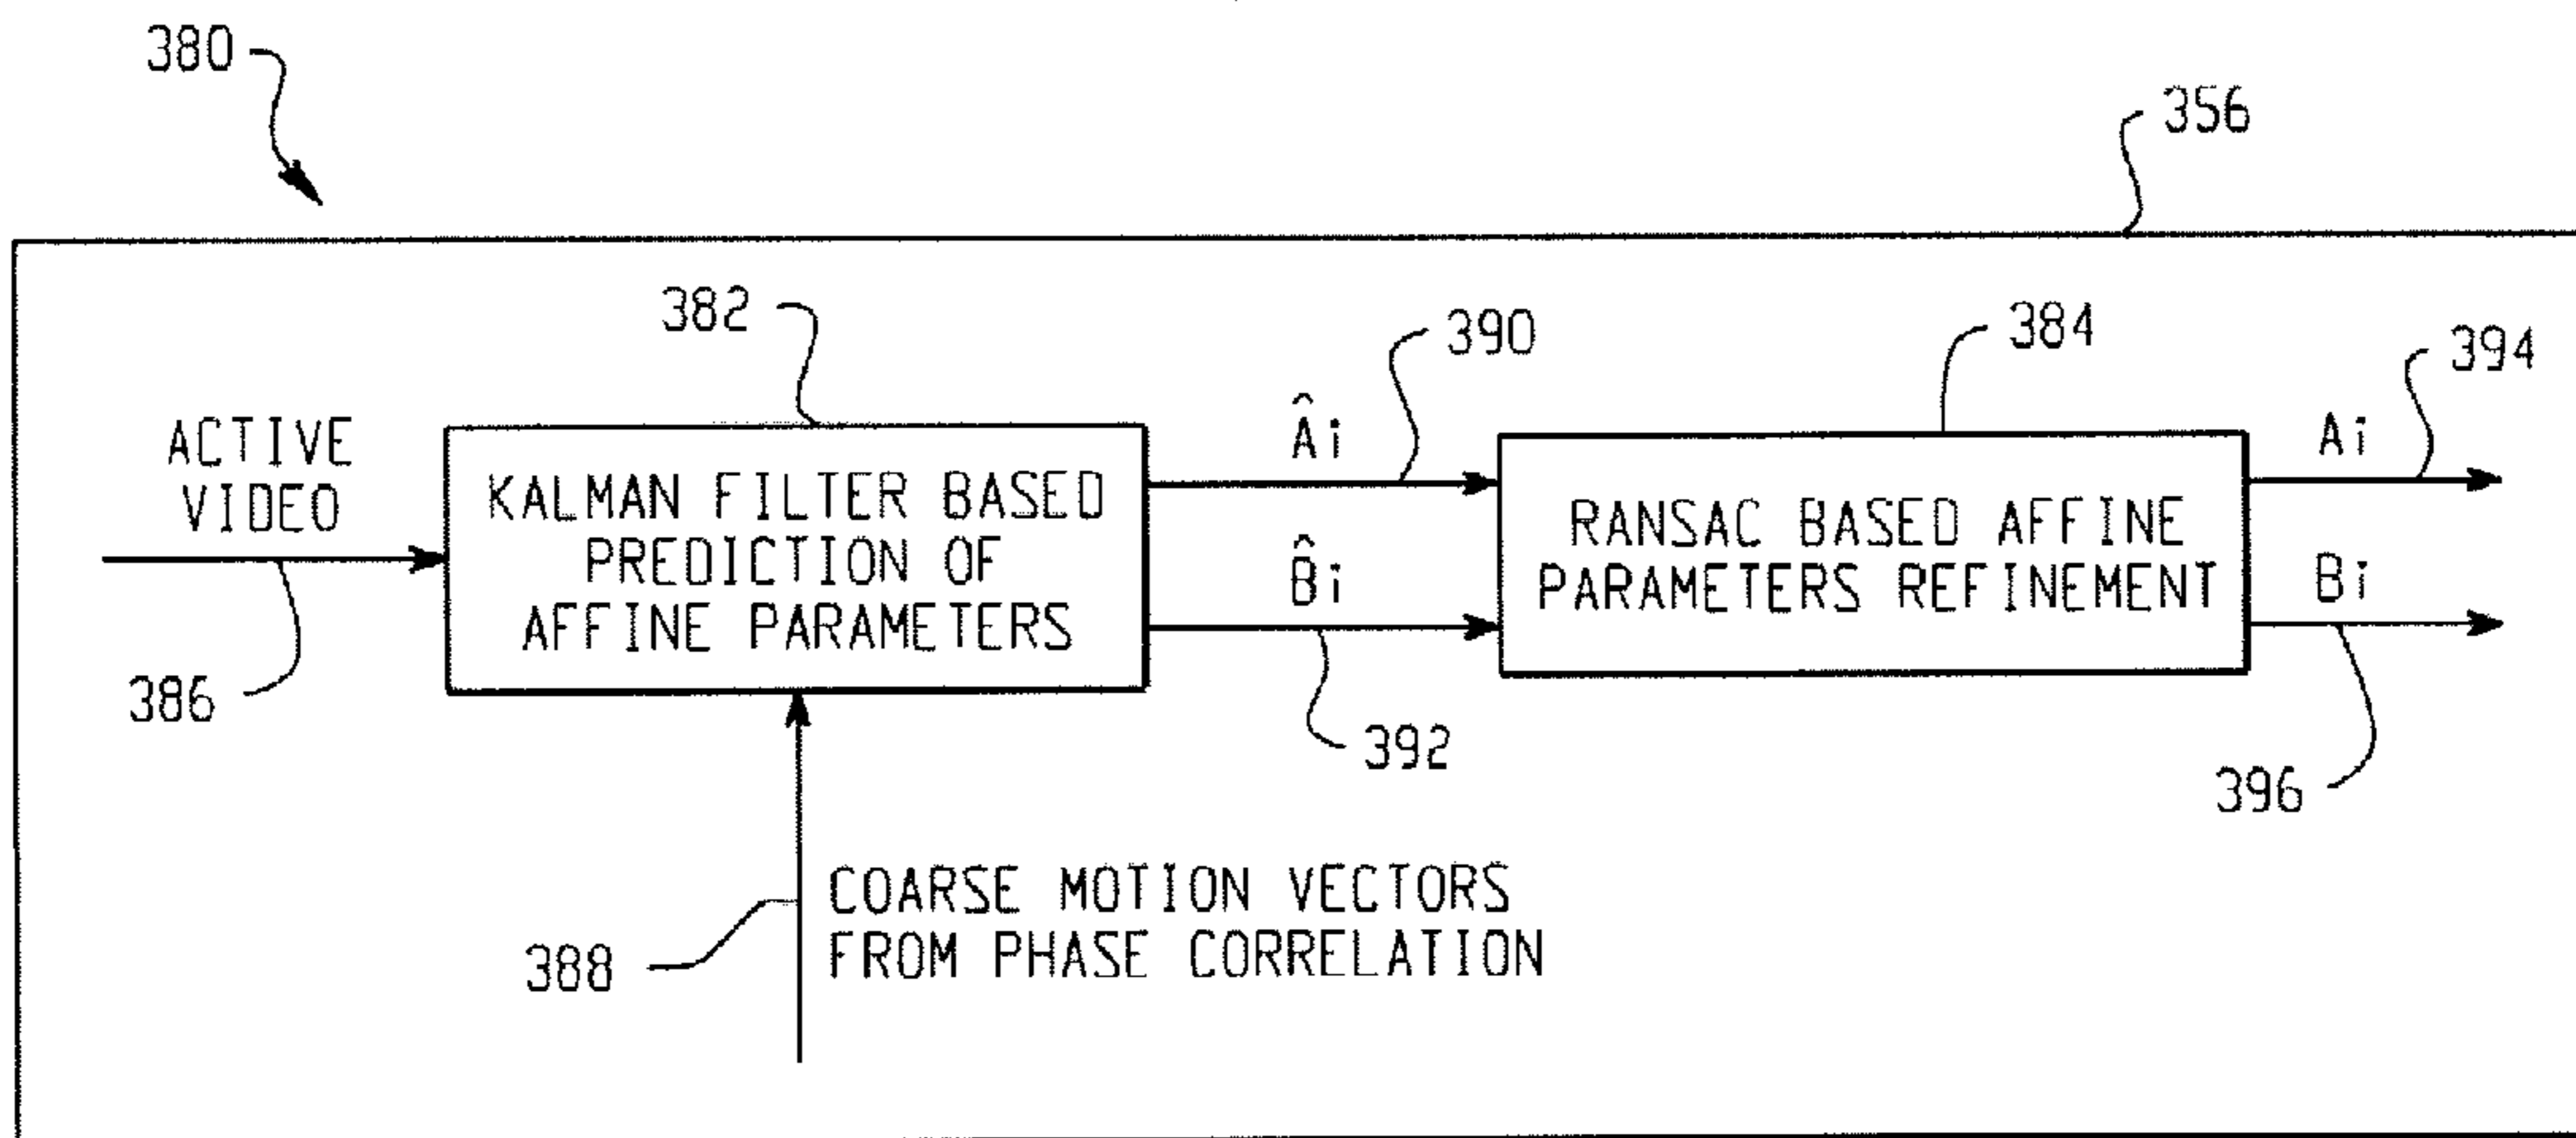 380
356
382
390
384
394
ACTIVE
VIDEO
KALMAN FILTER BASED
PREDICTION OF
AFFINE PARAMETERS
Âi
B̂i
RANSAC BASED AFFINE
PARAMETERS REFINEMENT
Ai
Bi
386
392
396
388
COARSE MOTION VECTORS
FROM PHASE CORRELATION